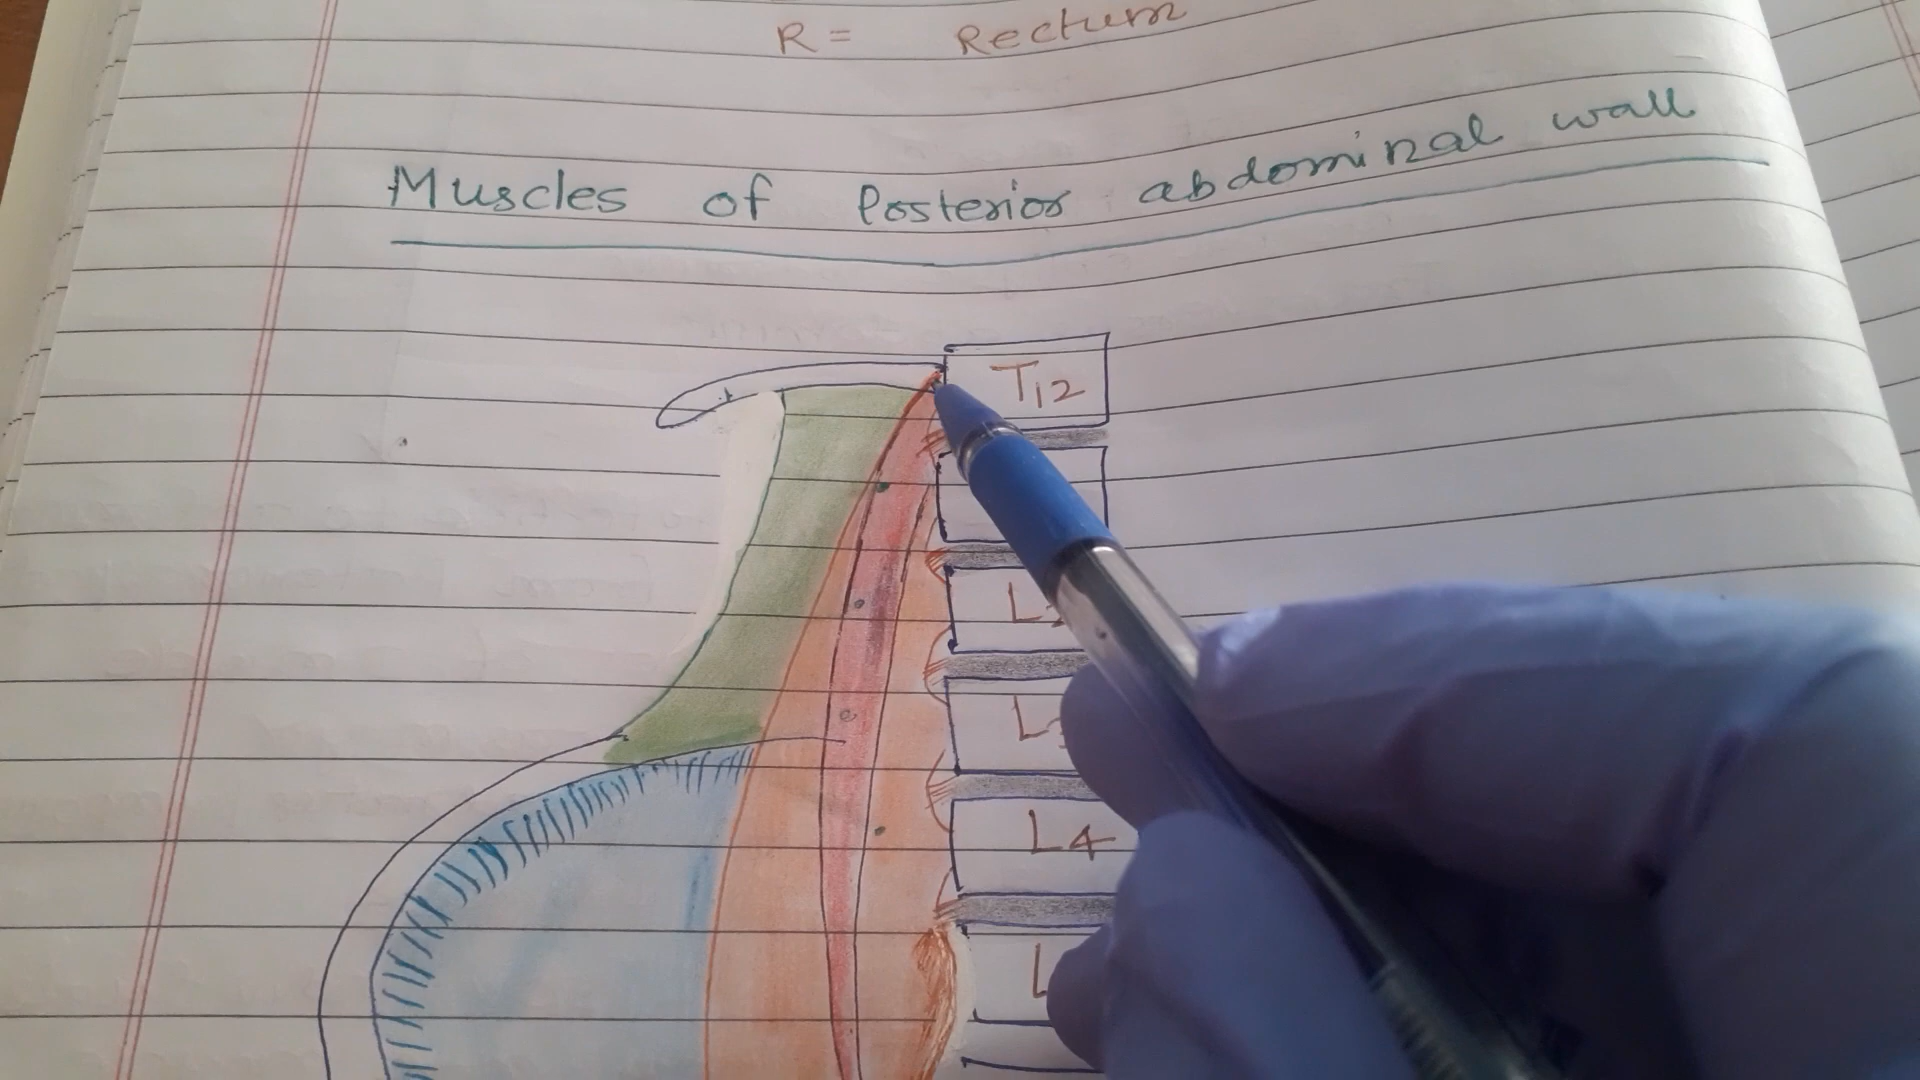 R = Rectum
Muscles of Posterior abdominal wall
T12
L
L
L4
L